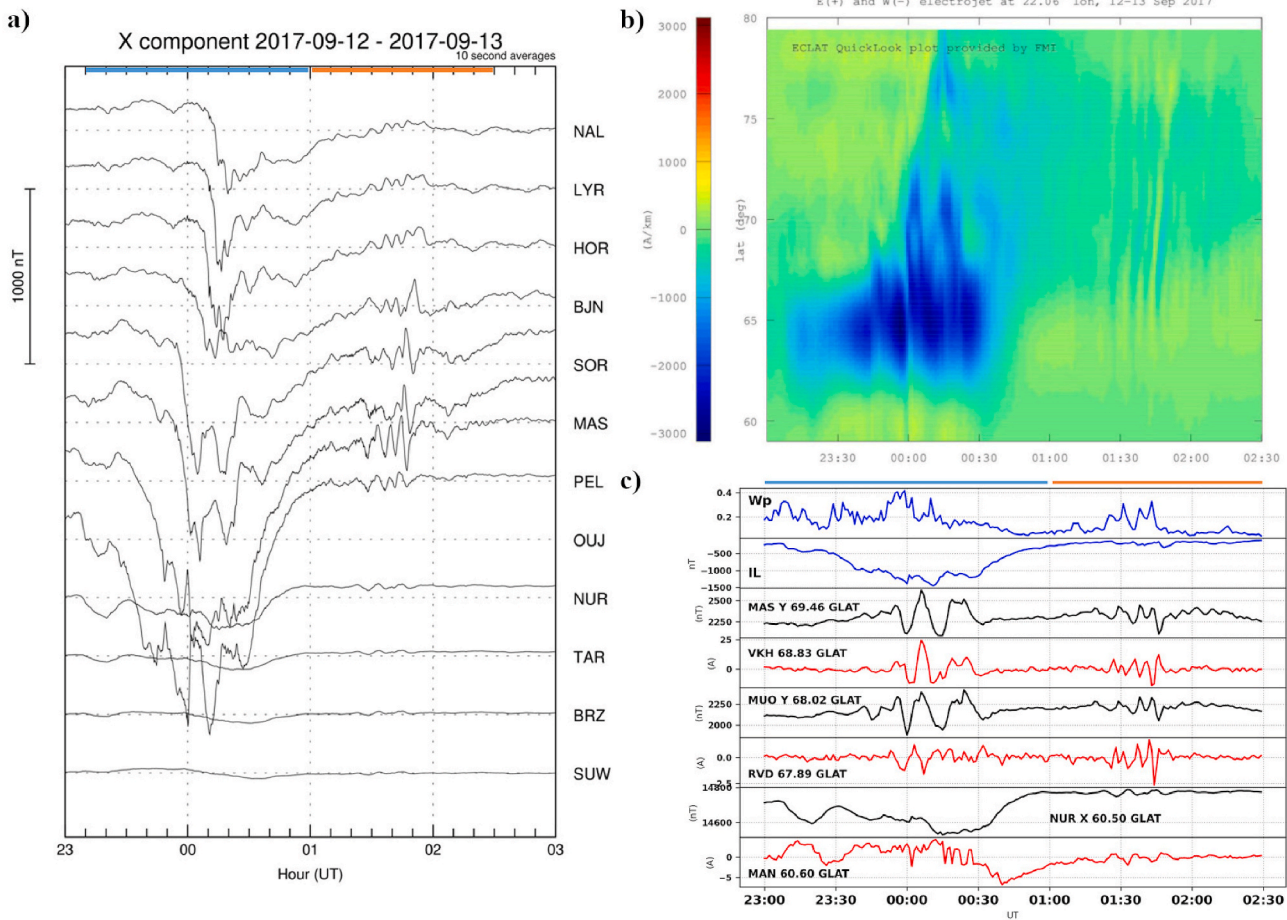 a)
X component 2017-09-12 - 2017-09-13
10 second averages
1000 nT
NAL
LYR
HOR
BJN
SOR
MAS
PEL
OUJ
NUR
TAR
BRZ
SUW
23 00 01 02 03
Hour (UT)
b)
E(+) and W(-) electrojet at 22.06 lon, 12-13 Sep 2017
ECLAT QuickLook plot provided by FMI
3000
2000
1000
0
-1000
-2000
-3000
(A/km)
80
75
70
65
60
lat (deg)
23:30 00:00 00:30 01:00 01:30 02:00
c)
Wp
0.4
0.2
IL
nT
-500
-1000
-1500
MAS Y 69.46 GLAT
(nT)
2500
2250
VKH 68.83 GLAT
(A)
25
0
MUO Y 68.02 GLAT
(nT)
2250
2000
RVD 67.89 GLAT
(A)
0.0
-2.5
NUR X 60.50 GLAT
(nT)
14800
14600
MAN 60.60 GLAT
(A)
0
-5
23:00 23:30 00:00 00:30 01:00 01:30 02:00 02:30
UT